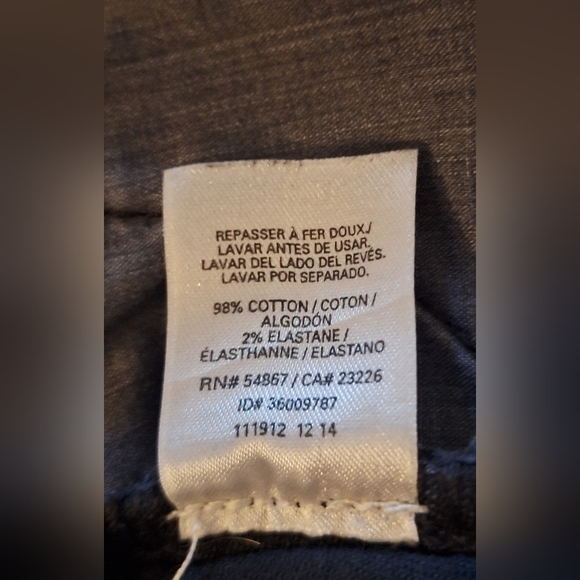 REPASSER À FER DOUX./
LAVAR ANTES DE USAR.
LAVAR DEL LADO DEL REVÉS.
LAVAR POR SEPARADO.
98% COTTON / COTON /
ALGODÓN
2% ELASTANE /
ÉLASTHANNE / ELASTANO
RN# 54867 / CA# 23226
ID# 36009787
111912 12 14